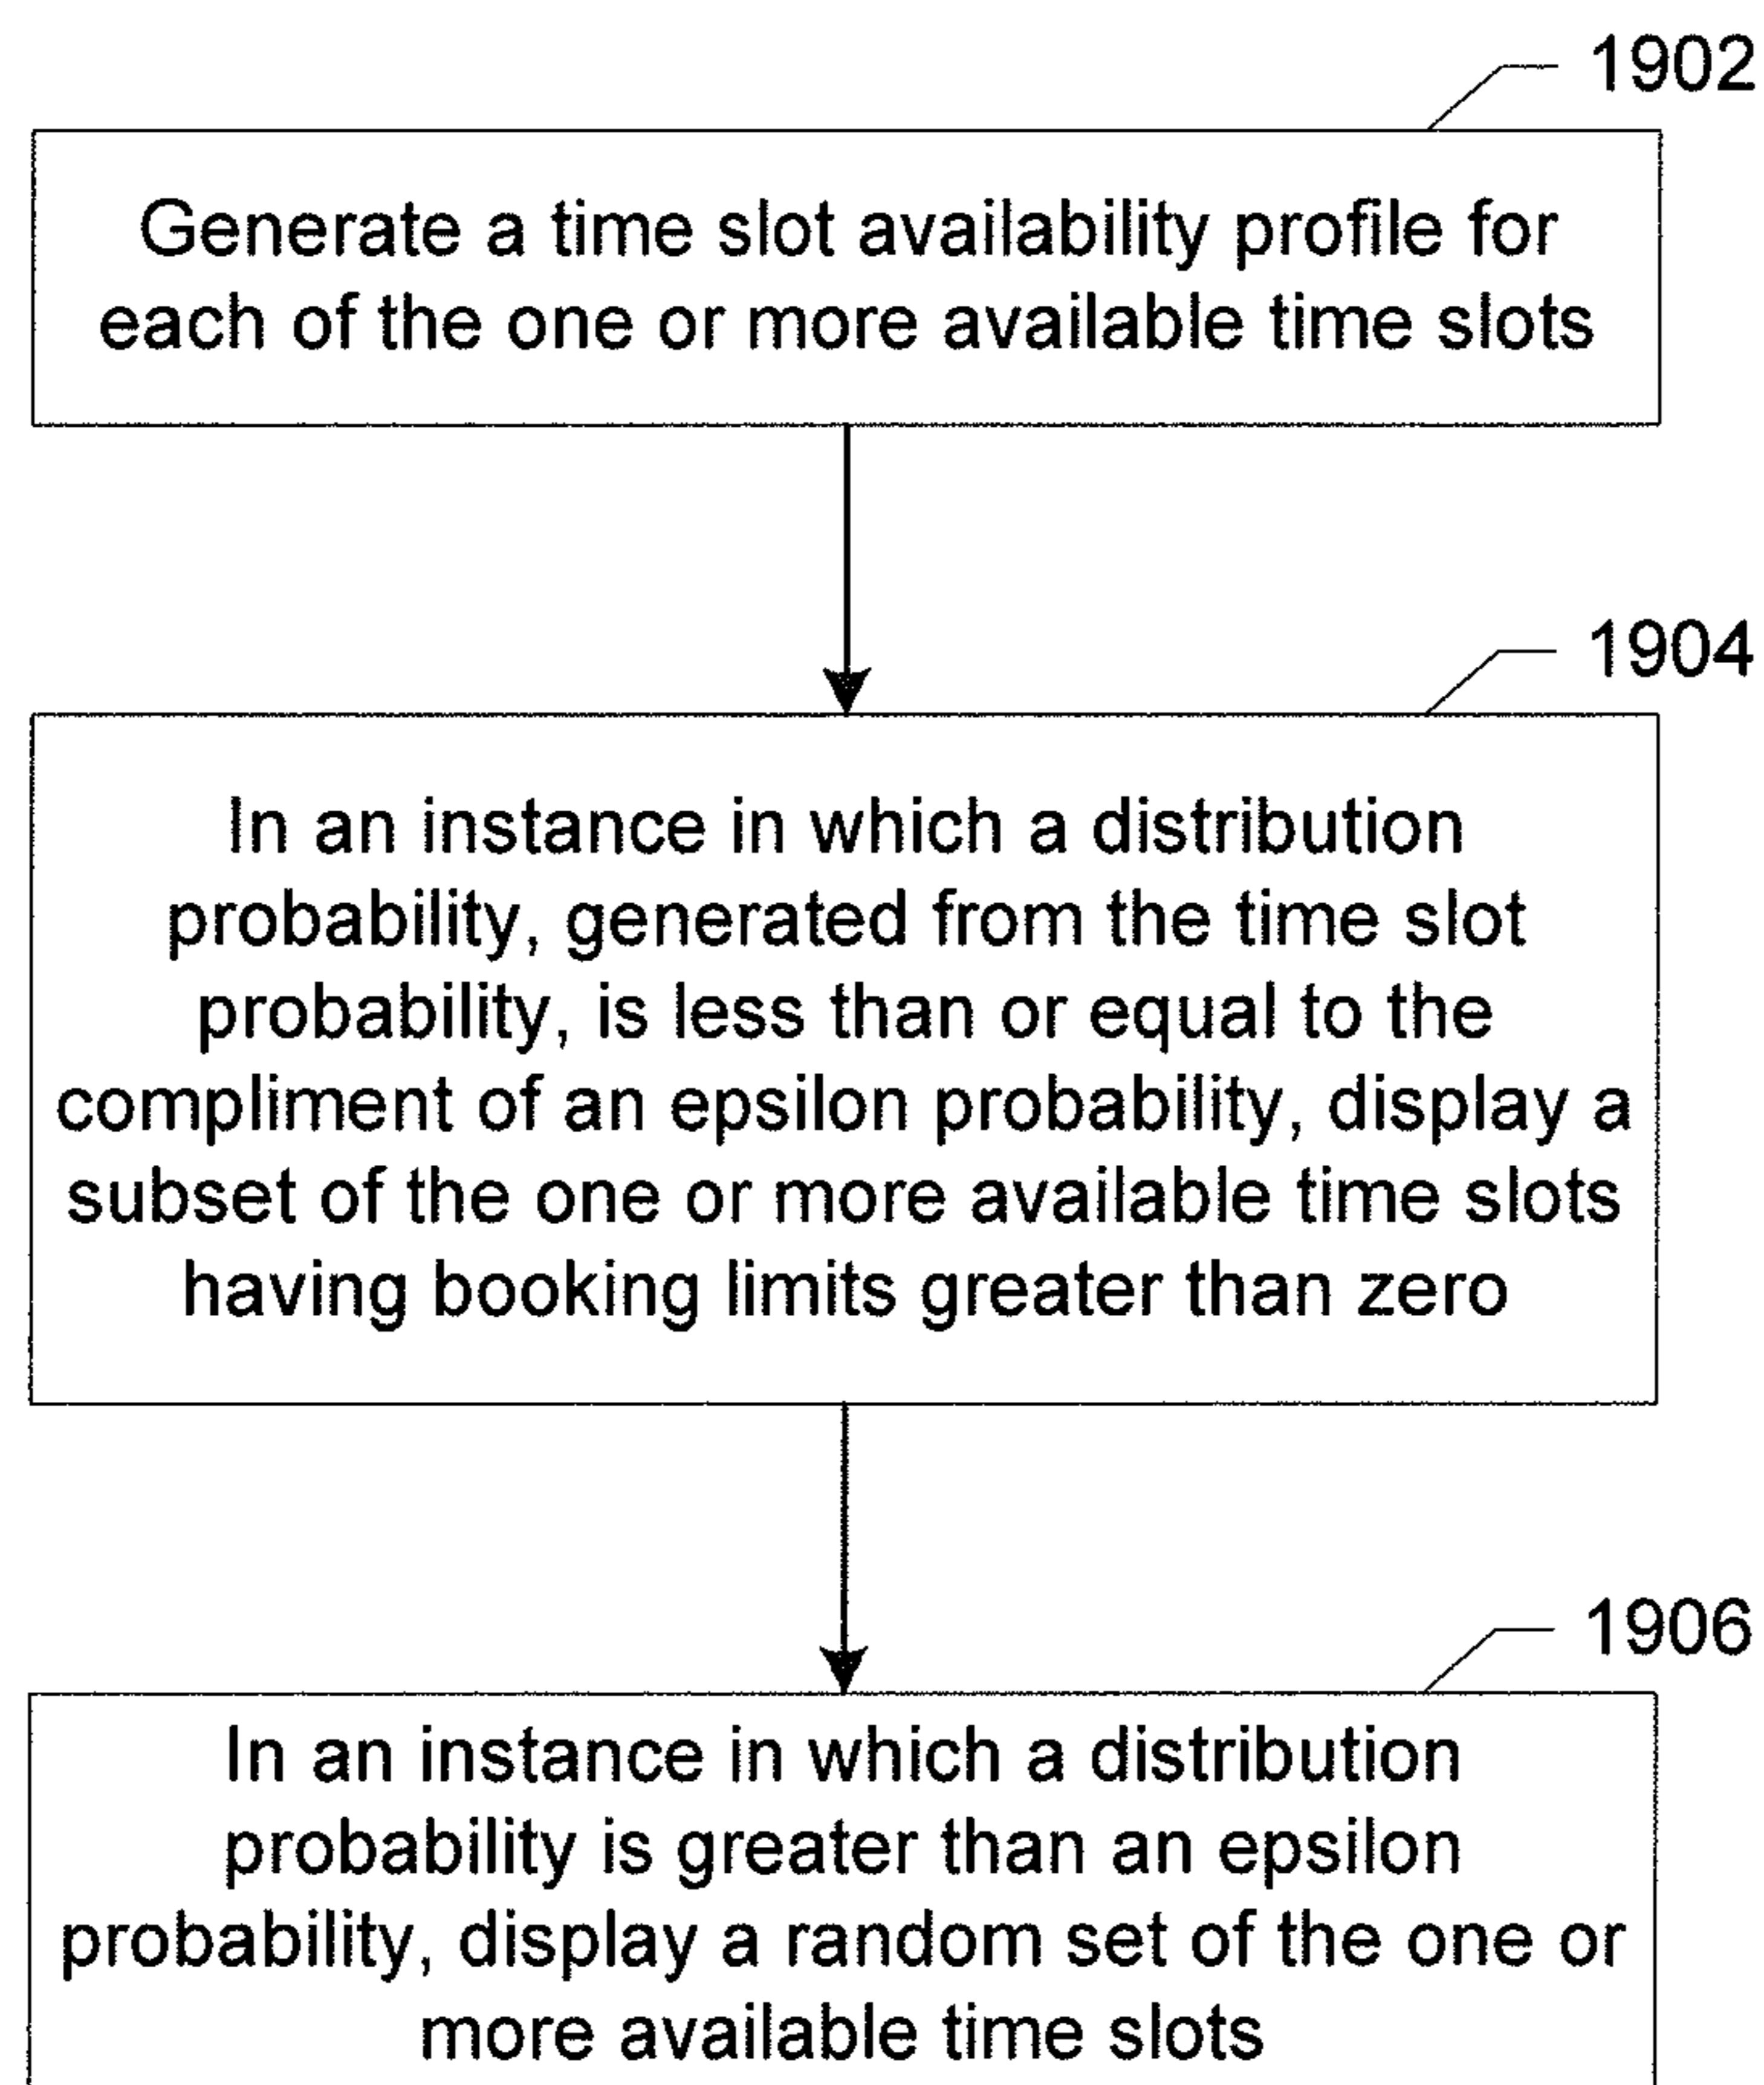 1902
Generate a time slot availability profile for
each of the one or more available time slots
1904
In an instance in which a distribution
probability, generated from the time slot
probability, is less than or equal to the
compliment of an epsilon probability, display a
subset of the one or more available time slots
having booking limits greater than zero
1906
In an instance in which a distribution
probability is greater than an epsilon
probability, display a random set of the one or
more available time slots